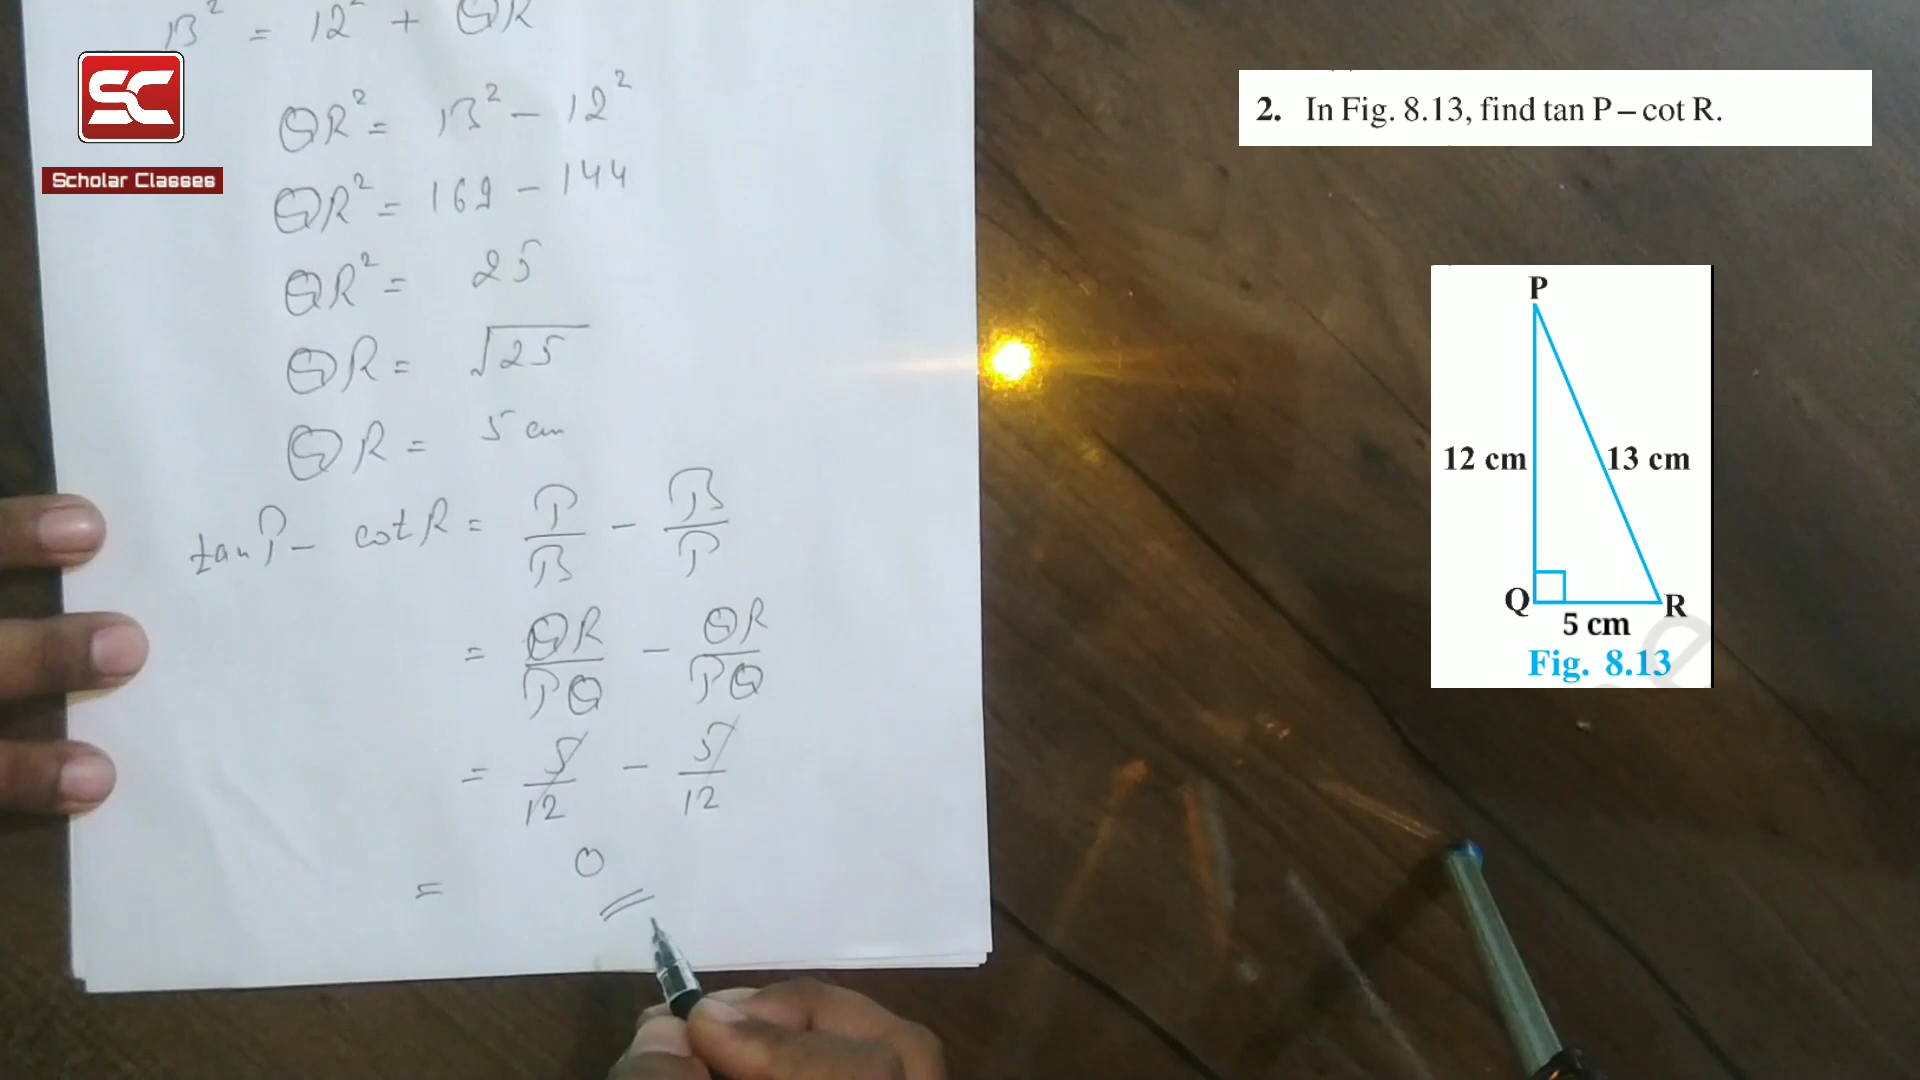 13² = 12² + QR
SC
Scholar Classes
QR² = 13² - 12²
QR² = 169 - 144
QR² = 25
QR = √25
QR = 5 cm
tan P - cot R = P/B - B/P
= QR/PQ - QR/PQ
= 5/12 - 5/12
= 0
2. In Fig. 8.13, find tan P – cot R.
P
12 cm
13 cm
Q
R
5 cm
Fig. 8.13